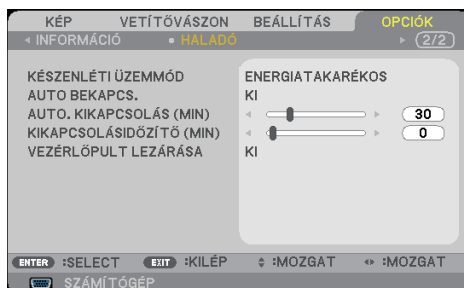 KÉP VETÍTŐVÁSZON BEÁLLÍTÁS OPCIÓK
INFORMÁCIÓ HALADÓ (2/2)
KÉSZENLÉTI ÜZEMMÓD ENERGIATAKARÉKOS
AUTO BEKAPCS. KI
AUTO. KIKAPCSOLÁS (MIN) 30
KIKAPCSOLÁSIDŐZÍTŐ (MIN) 0
VEZÉRLŐPULT LEZÁRÁSA KI
ENTER :SELECT EXIT :KILÉP :MOZGAT :MOZGAT
SZÁMÍTÓGÉP